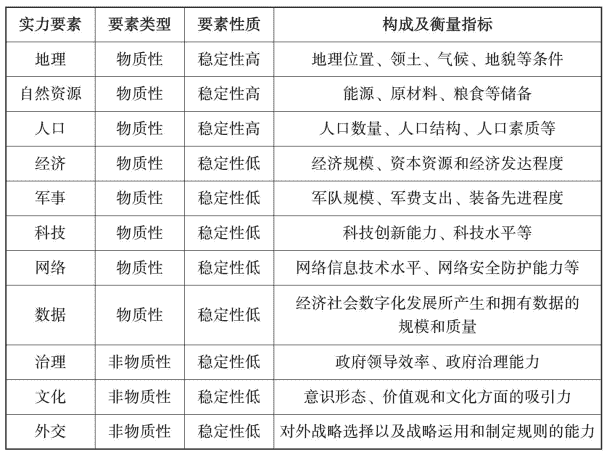 实力要素 要素类型 要素性质 构成及衡量指标
地理 物质性 稳定性高 地理位置、领土、气候、地貌等条件
自然资源 物质性 稳定性高 能源、原材料、粮食等储备
人口 物质性 稳定性高 人口数量、人口结构、人口素质等
经济 物质性 稳定性低 经济规模、资本资源和经济发达程度
军事 物质性 稳定性低 军队规模、军费支出、装备先进程度
科技 物质性 稳定性低 科技创新能力、科技水平等
网络 物质性 稳定性低 网络信息技术水平、网络安全防护能力等
数据 物质性 稳定性低 经济社会数字化发展所产生和拥有数据的
规模和质量
治理 非物质性 稳定性低 政府领导效率、政府治理能力
文化 非物质性 稳定性低 意识形态、价值观和文化方面的吸引力
外交 非物质性 稳定性低 对外战略选择以及战略运用和制定规则的能力